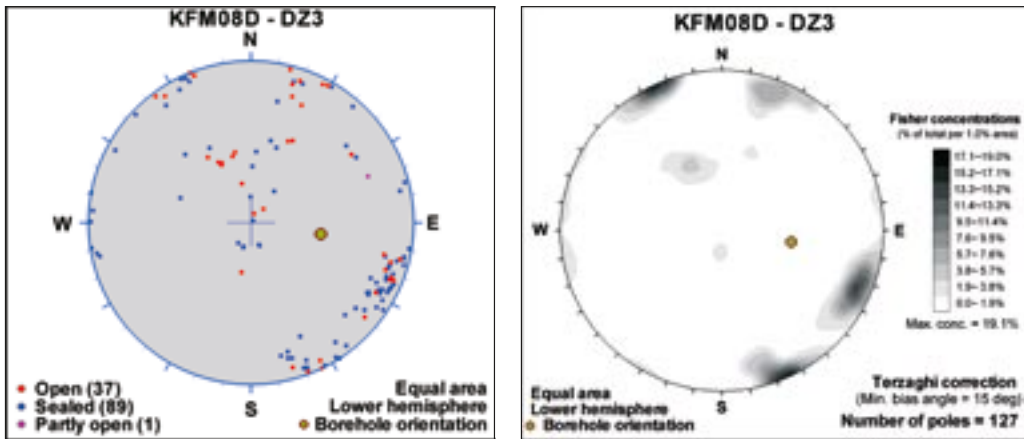 KFM08D - DZ3
N
W
E
S
Open (37)
Sealed (89)
Partly open (1)
Equal area
Lower hemisphere
Borehole orientation
KFM08D - DZ3
N
W
E
S
Fisher concentrations
(% of total per 1.0% area)
17.1~19.0%
15.2~17.1%
13.3~15.2%
11.4~13.3%
9.5~11.4%
7.6~9.5%
5.7~7.6%
3.8~5.7%
1.9~3.8%
0.0~1.9%
Max. conc. = 19.1%
Equal area
Lower hemisphere
Borehole orientation
Terzaghi correction
(Min. bias angle = 15 deg)
Number of poles = 127